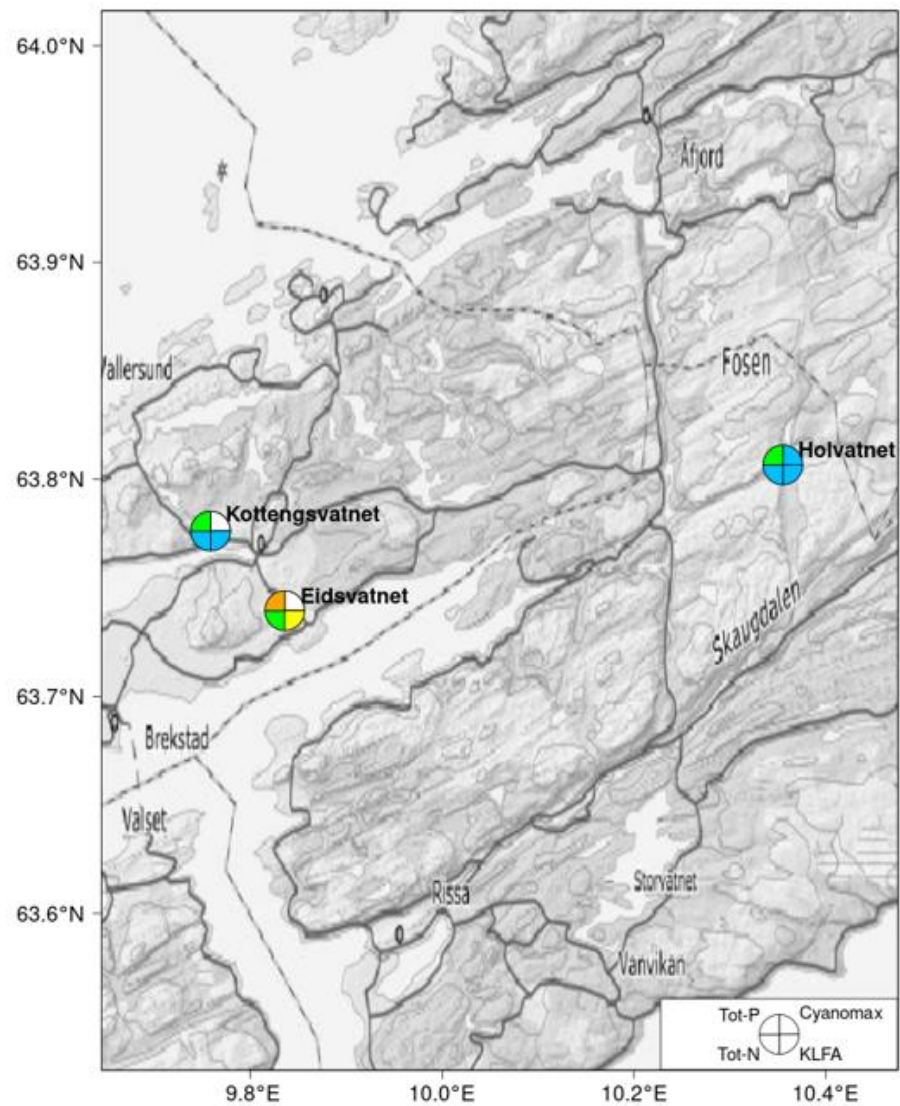 64.0°N
Åfjord
63.9°N
Vallersund
Fosen
63.8°N
Holvatnet
Kottengsvatnet
Eidsvatnet
Skaugdalen
63.7°N
Brekstad
Valset
Storvatnet
Rissa
63.6°N
Vanvikan
Tot-P Cyanomax
Tot-N KLFA
9.8°E 10.0°E 10.2°E 10.4°E